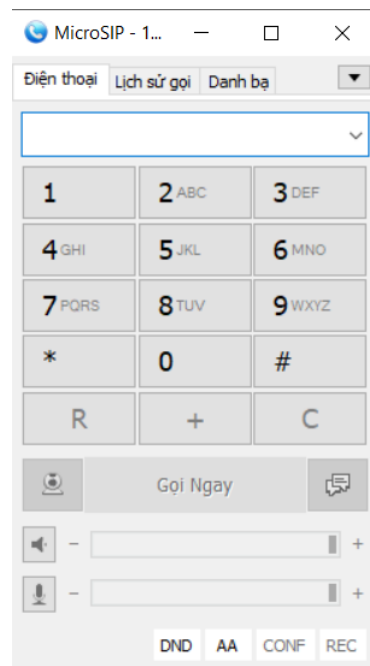 MicroSIP - 1...
Điện thoại Lịch sử gọi Danh bạ
1 2 ABC 3 DEF
4 GHI 5 JKL 6 MNO
7 PQRS 8 TUV 9 WXYZ
* 0 #
R + C
Gọi Ngay
- +
- +
DND AA CONF REC